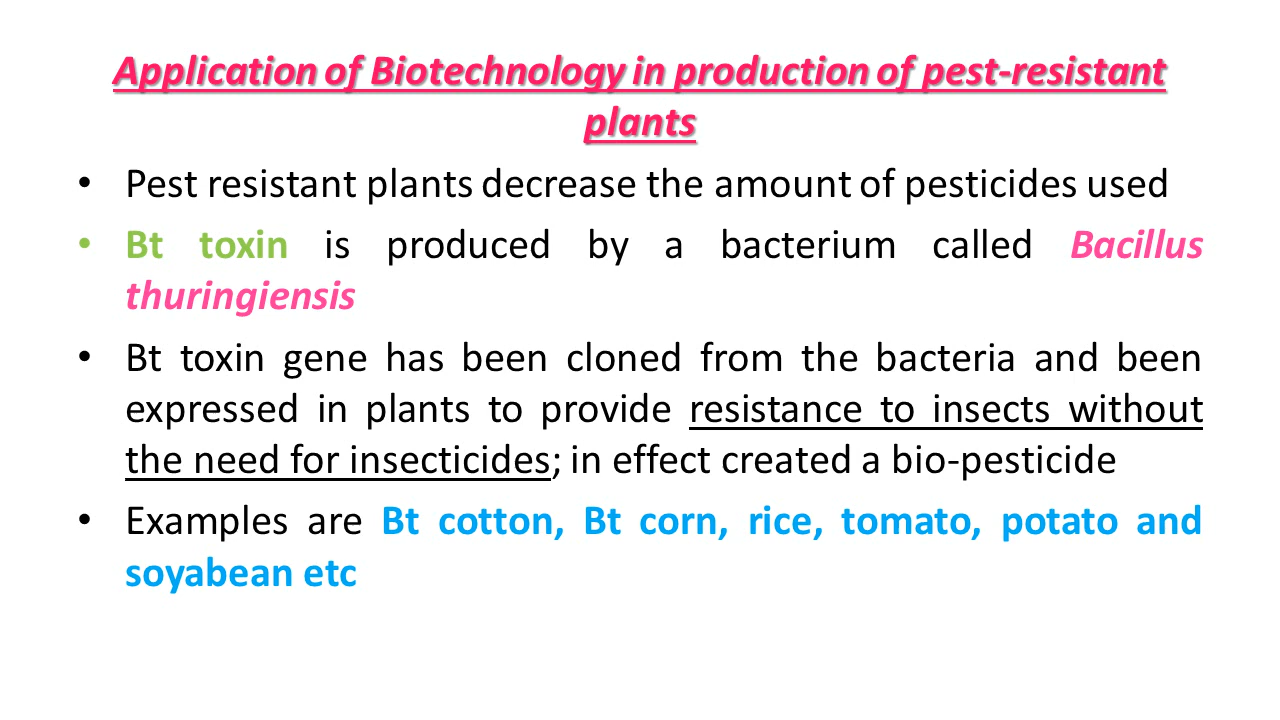 Application of Biotechnology in production of pest-resistant
plants
• Pest resistant plants decrease the amount of pesticides used
• Bt toxin is produced by a bacterium called Bacillus
thuringiensis
• Bt toxin gene has been cloned from the bacteria and been
expressed in plants to provide resistance to insects without
the need for insecticides; in effect created a bio-pesticide
• Examples are Bt cotton, Bt corn, rice, tomato, potato and
soyabean etc